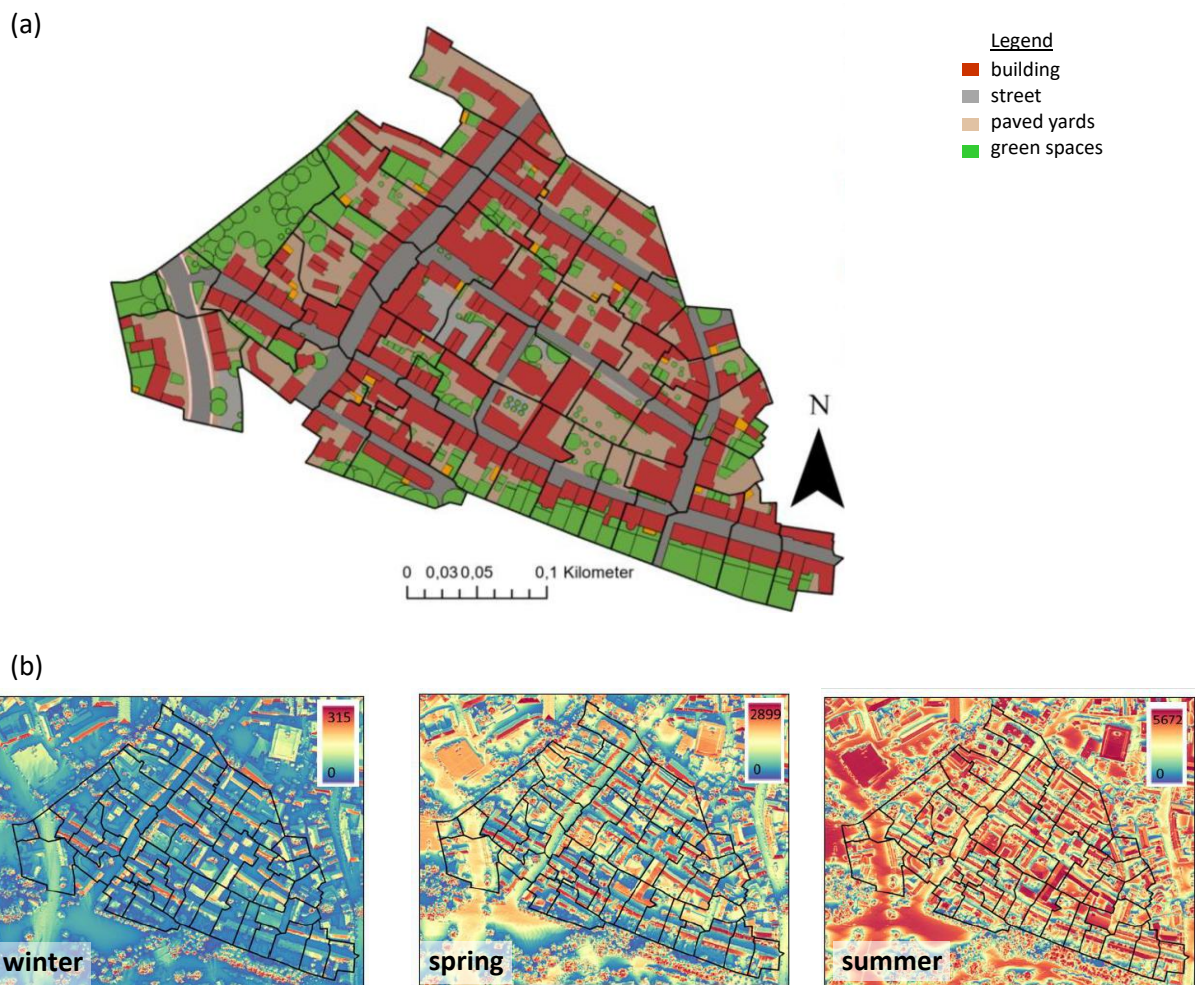 (a)
Legend
building
street
paved yards
green spaces
N
0 0,03 0,05 0,1 Kilometer
(b)
315
0
winter
2899
0
spring
5672
0
summer